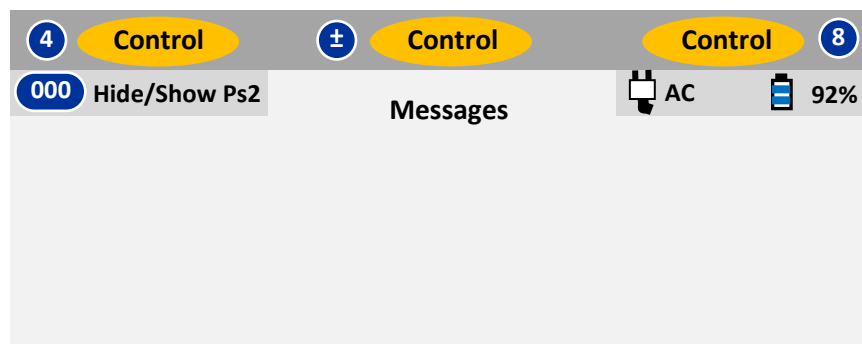 4 Control ± Control Control 8
000 Hide/Show Ps2 Messages AC 92%